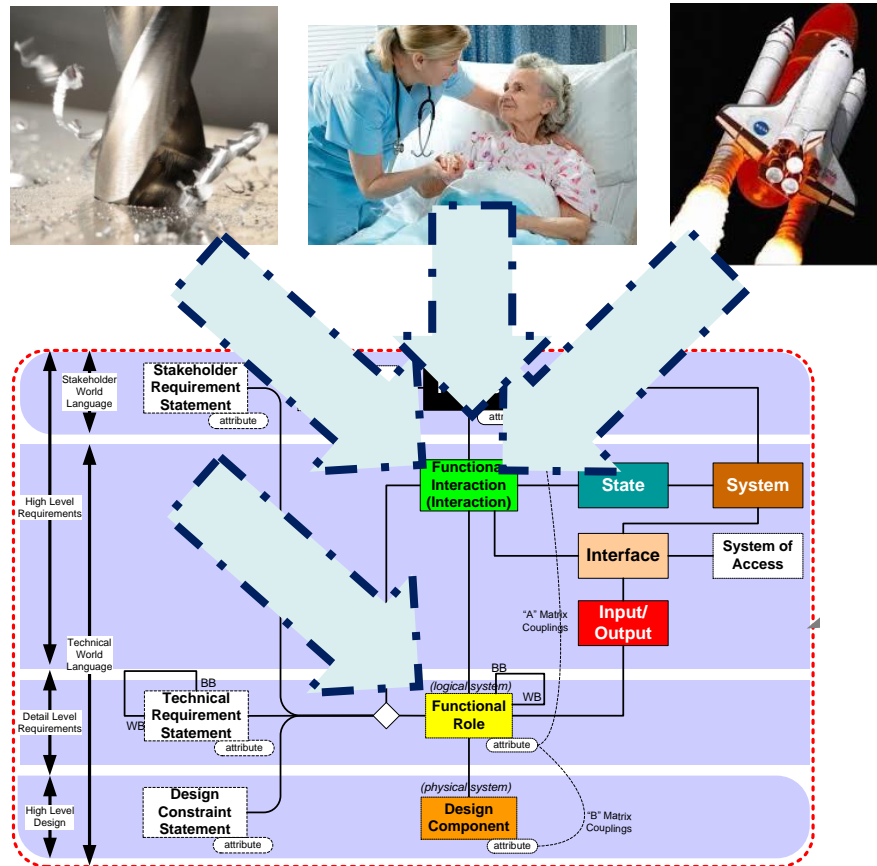 NASA
Stakeholder
World
Language
Stakeholder
Requirement
Statement
attribute
High Level
Requirements
Functional
Interaction
(Interaction)
State
System
Interface
System of
Access
"A" Matrix
Couplings
Input/
Output
Technical
World
Language
BB
WB
Technical
Requirement
Statement
attribute
Detail Level
Requirements
(logical system)
Functional
Role
attribute
BB
WB
High Level
Design
Design
Constraint
Statement
attribute
(physical system)
Design
Component
attribute
"B" Matrix
Couplings